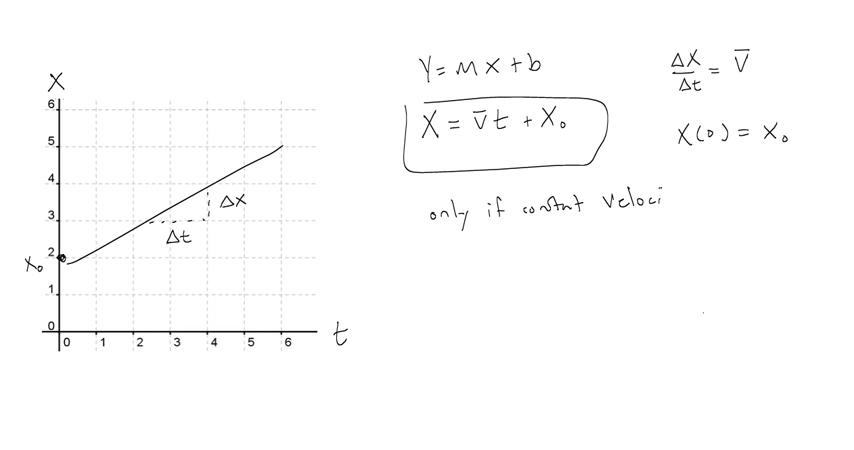 X
6
5
4
3
2
1
0
X₀
ΔX
Δt
0 1 2 3 4 5 6
t
Y = mx + b
X = v̄t + X₀
ΔX/Δt = V̄
X(0) = X₀
only if constnt veloci